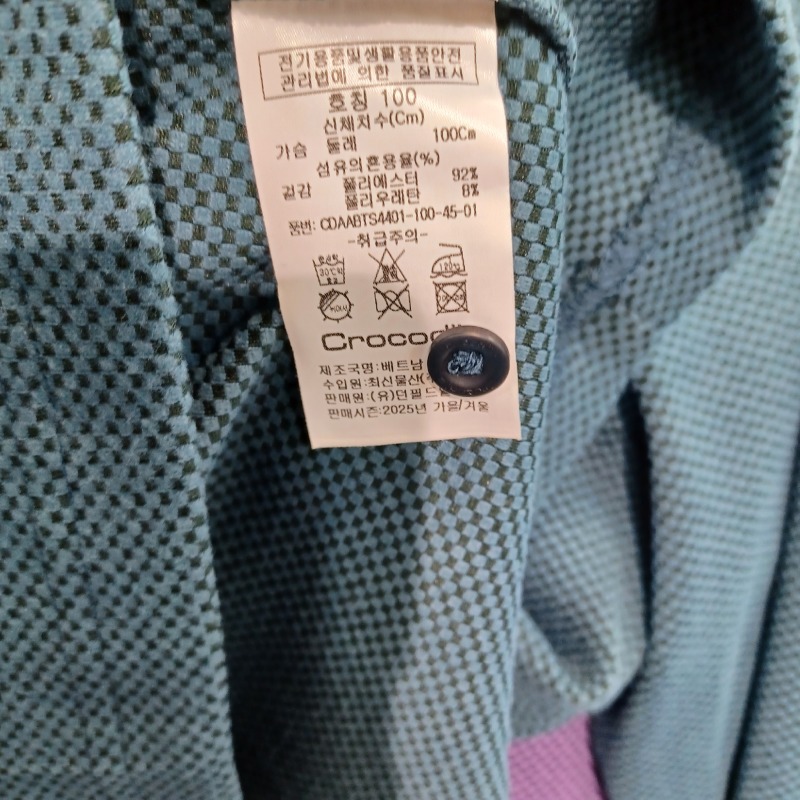 전기용품및생활용품안전
관리법에 의한 품질표시
호칭 100
신체치수(Cm)
가슴 둘레 100Cm
섬유의혼용율(%)
겉감 폴리에스터 92%
폴리우레탄 8%
품번: CDAABTS4401-100-45-01
-취급주의-
30℃
120℃
Crocodi
제조국명:베트남
수입원:최신물산(
판매원:(유)던필드
판매시즌:2025년 가을/겨울